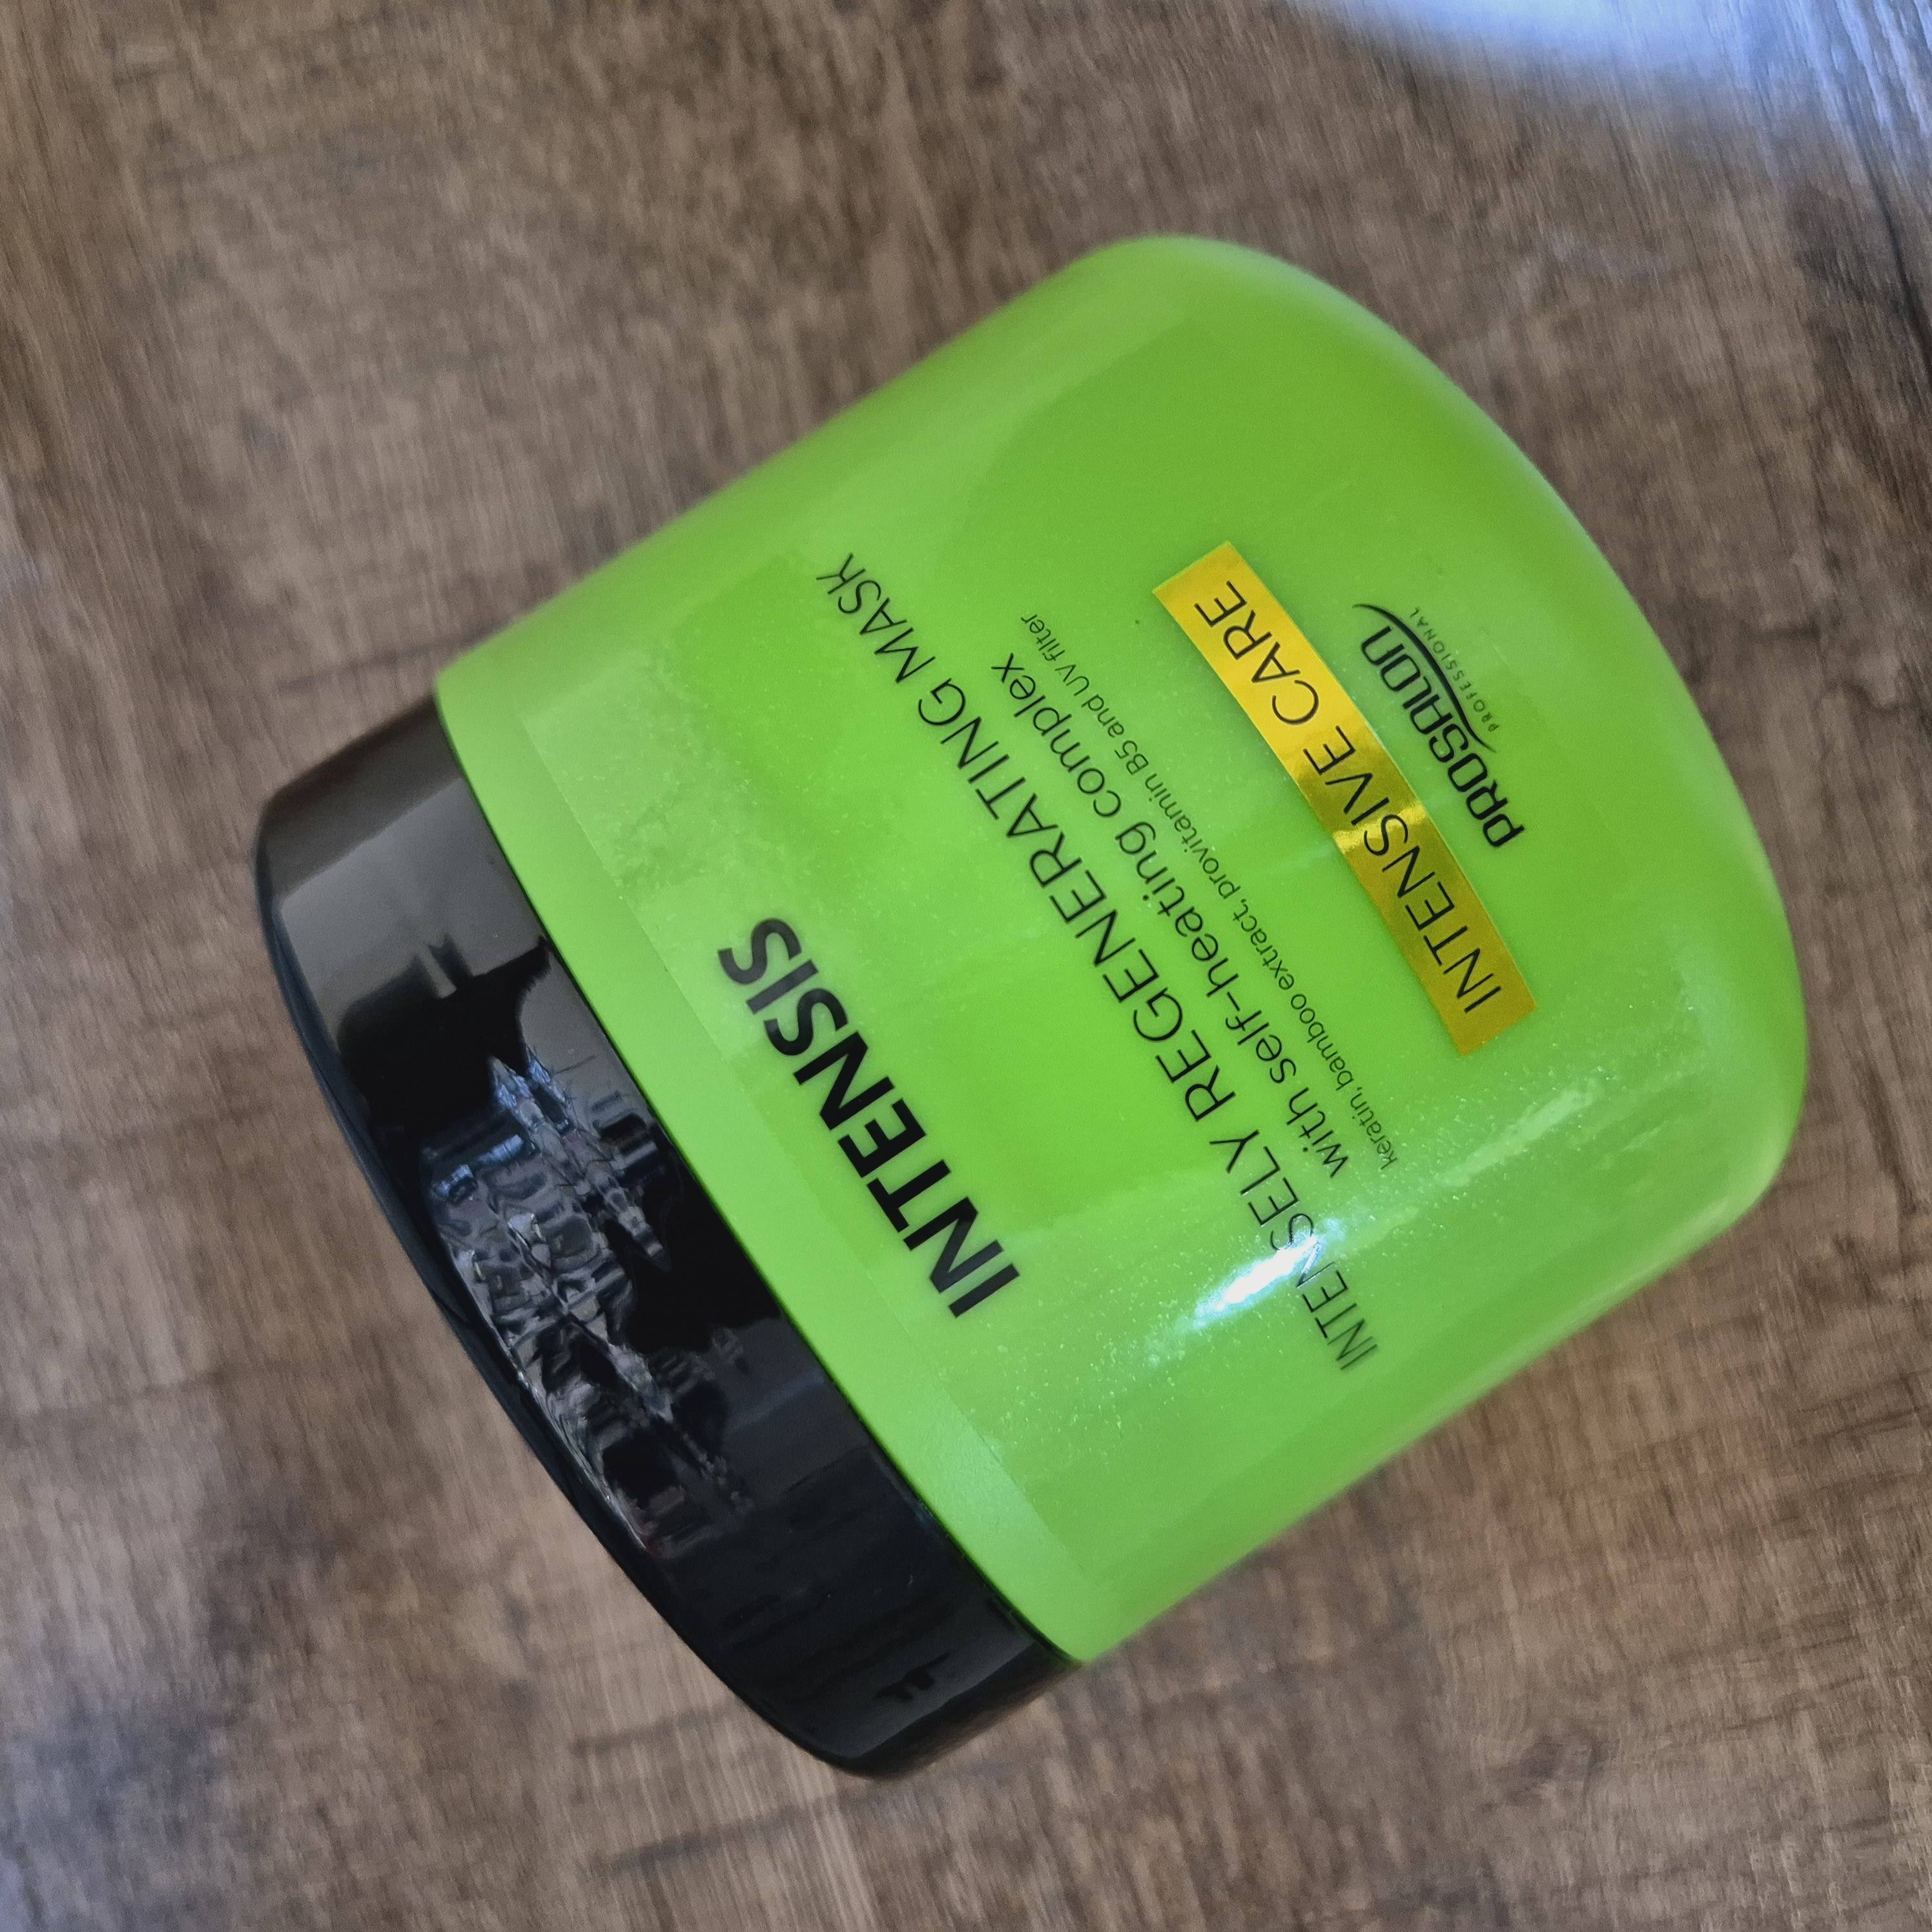 INTENSIS
INTENSELY REGENERATING MASK
with self-heating complex
keratin, bamboo extract, provitamin B5 and UV filter
INTENSIVE CARE
PROSALON
PROFESSIONAL